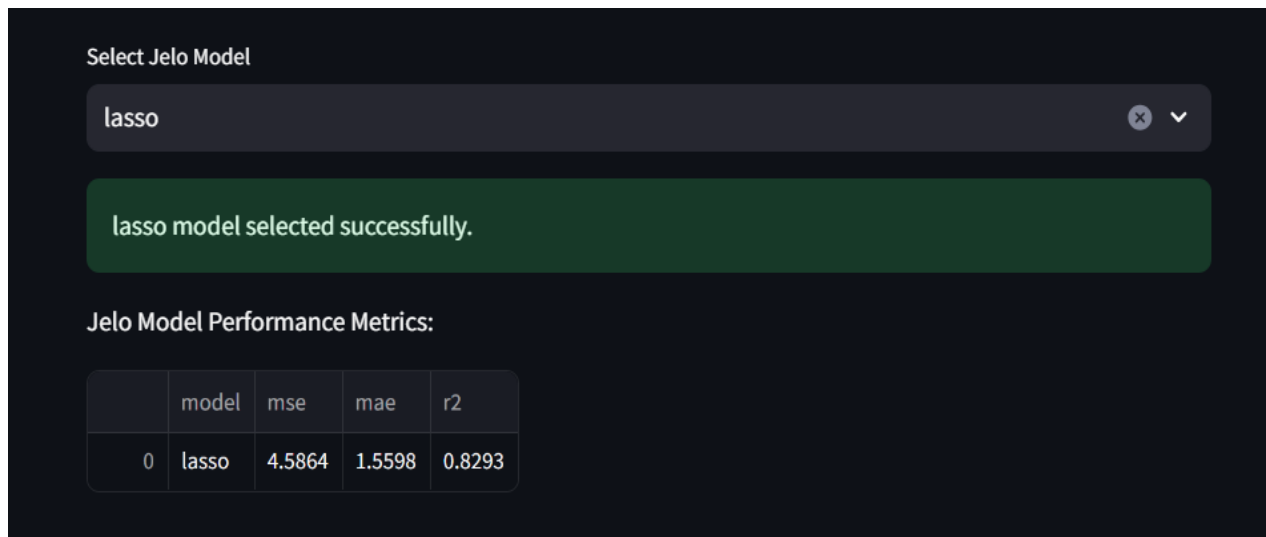 Select Jelo Model
lasso
lasso model selected successfully.
Jelo Model Performance Metrics:
model mse mae r2
0 lasso 4.5864 1.5598 0.8293